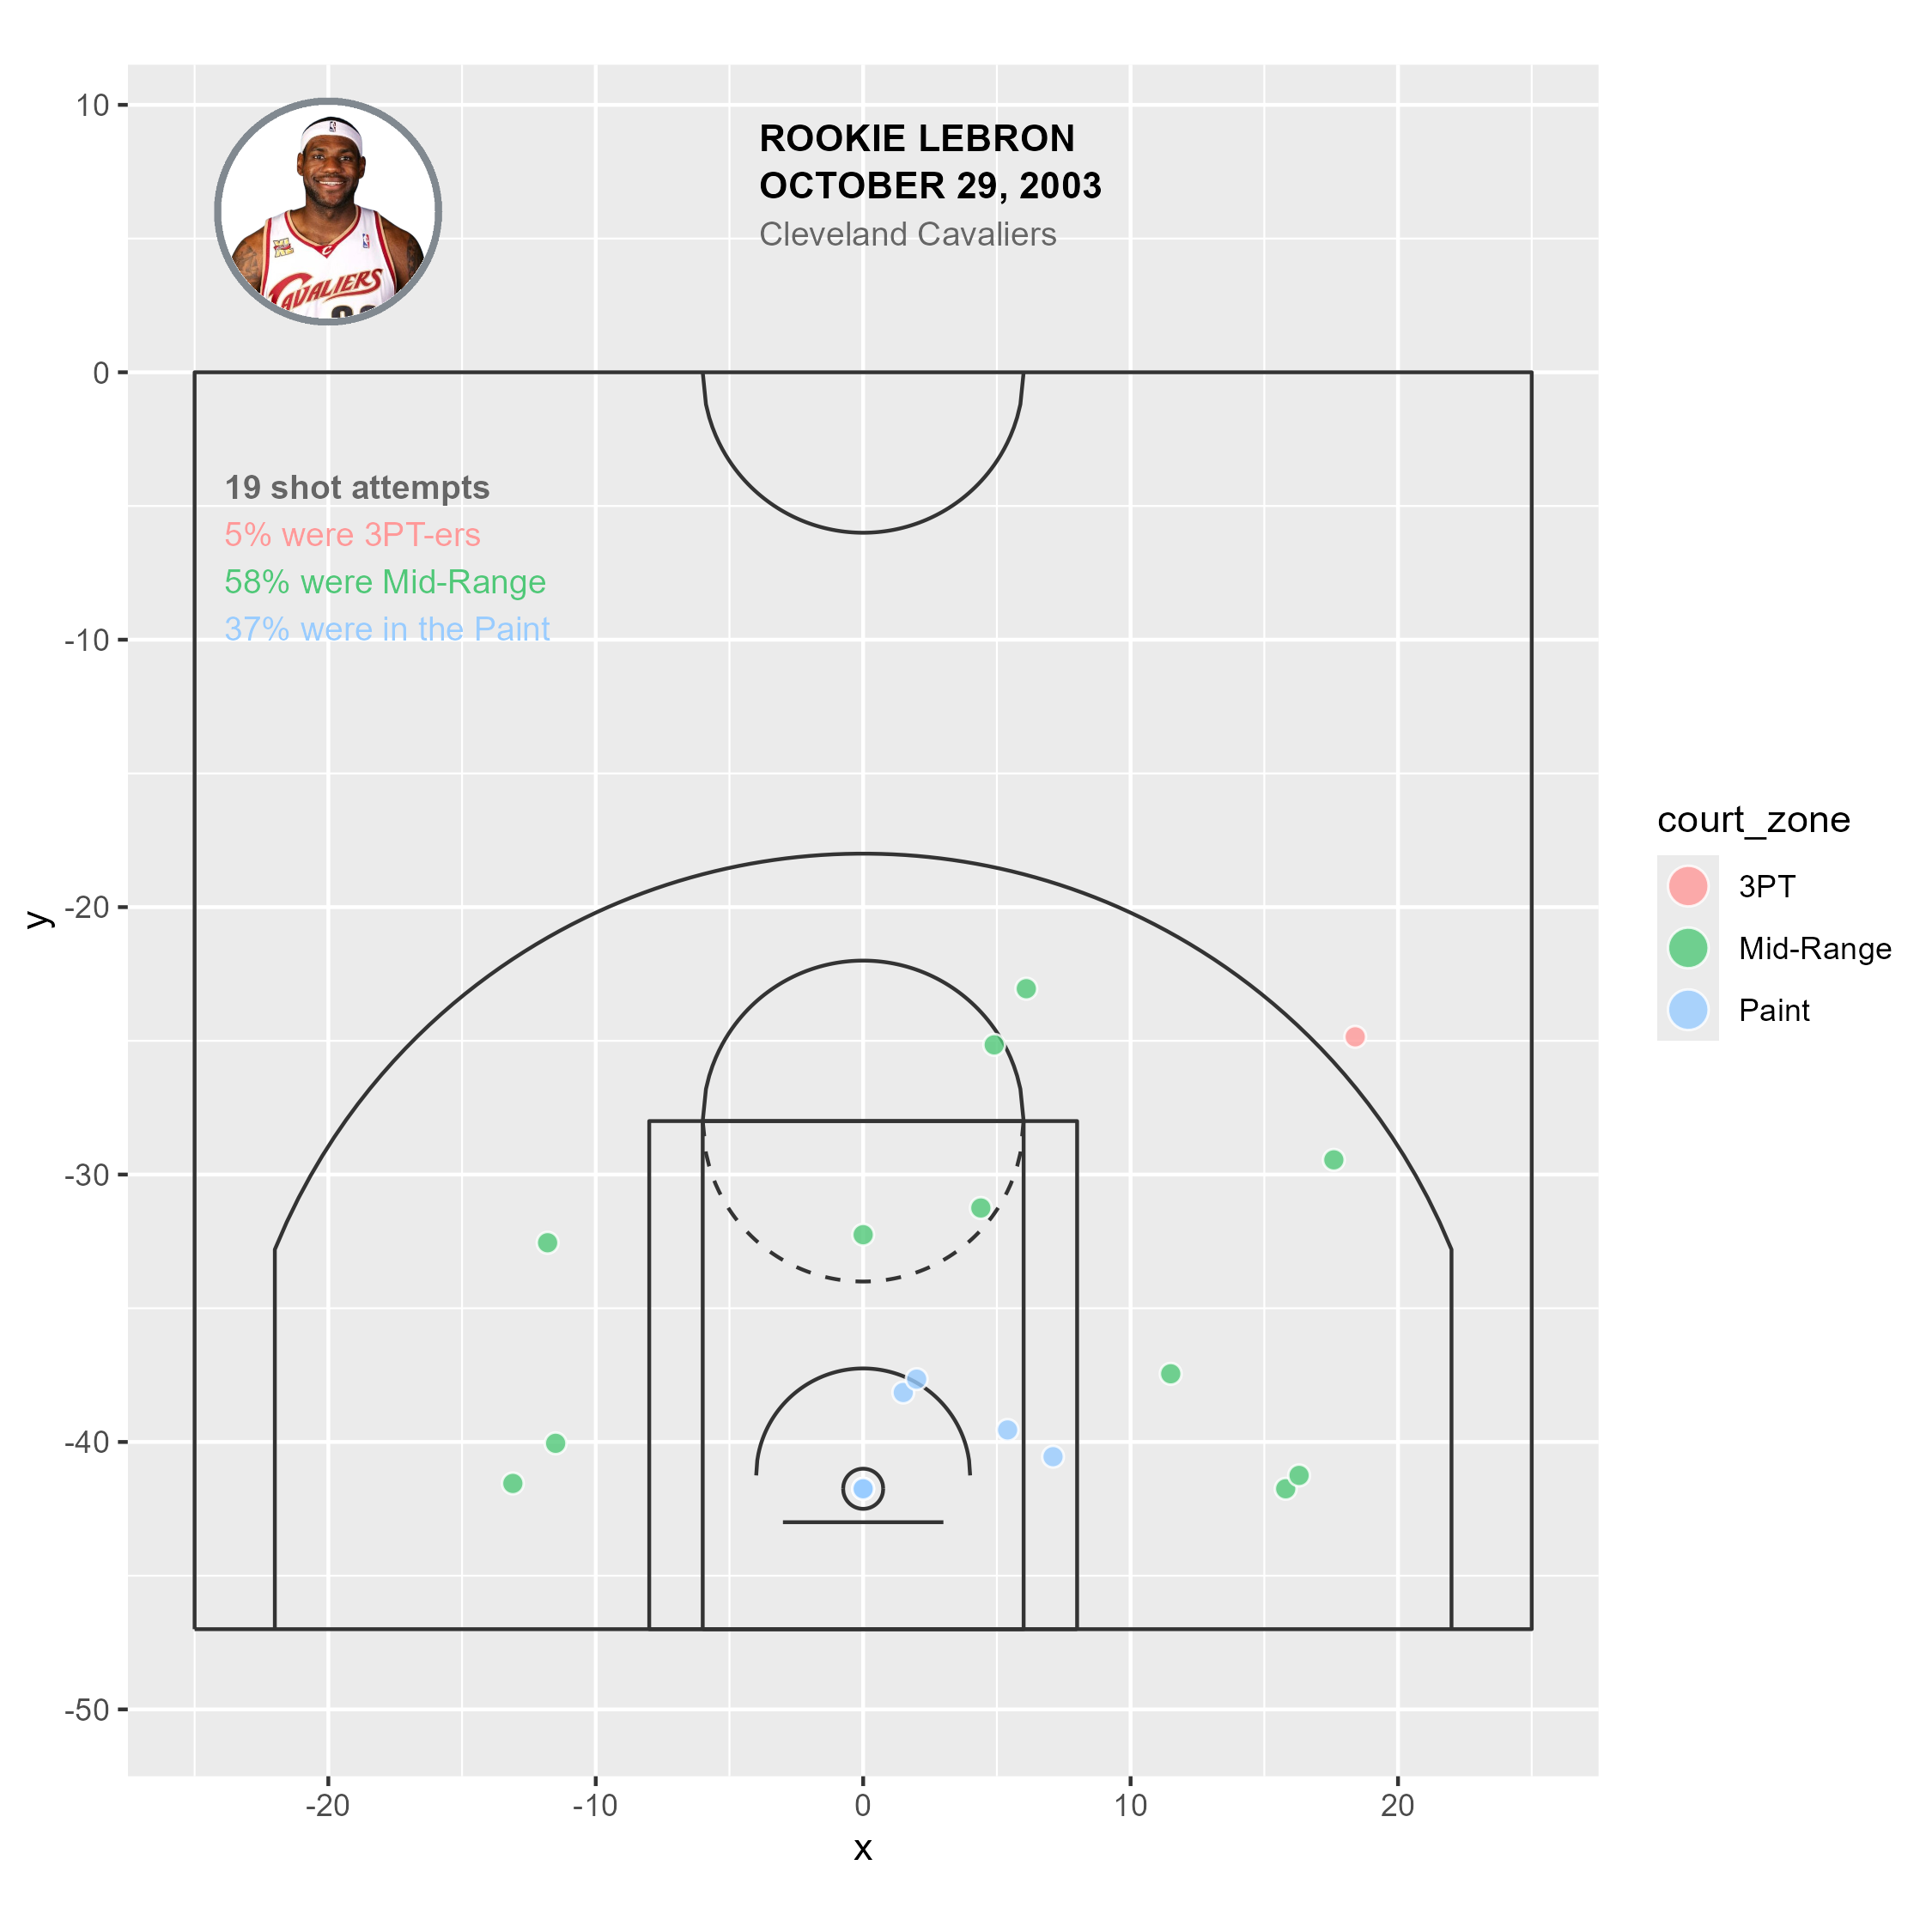 ROOKIE LEBRON
OCTOBER 29, 2003
Cleveland Cavaliers
CAVALIERS
19 shot attempts
5% were 3PT-ers
58% were Mid-Range
37% were in the Paint
10
0
-10
-20
-30
-40
-50
y
-20
-10
0
10
20
x
court_zone
3PT
Mid-Range
Paint